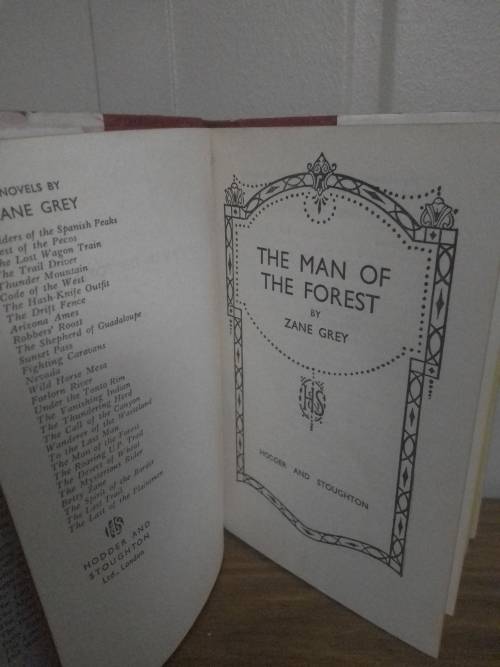 NOVELS BY
ZANE GREY
Riders of the Spanish Peaks
West of the Pecos
The Lost Wagon Train
The Trail Driver
Thunder Mountain
Code of the West
The Hash-Knife Outfit
The Drift Fence
Arizona Ames
Robbers' Roost
The Shepherd of Guadaloupe
Sunset Pass
Fighting Caravans
Nevada
Wild Horse Mesa
Forlorn River
Under the Tonto Rim
The Vanishing Indian
The Thundering Herd
The Call of the Canyon
Wanderer of the Wasteland
To the Last Man
The Man of the Forest
The Roaring U.P. Trail
The Desert of Wheat
The Mysterious Rider
Betty Zane
The Spirit of the Border
The Last Trail
The Last of the Plainsmen
HS
HODDER AND
STOUGHTON
Ltd., London
THE MAN OF
THE FOREST
BY
ZANE GREY
HS
HODDER AND STOUGHTON